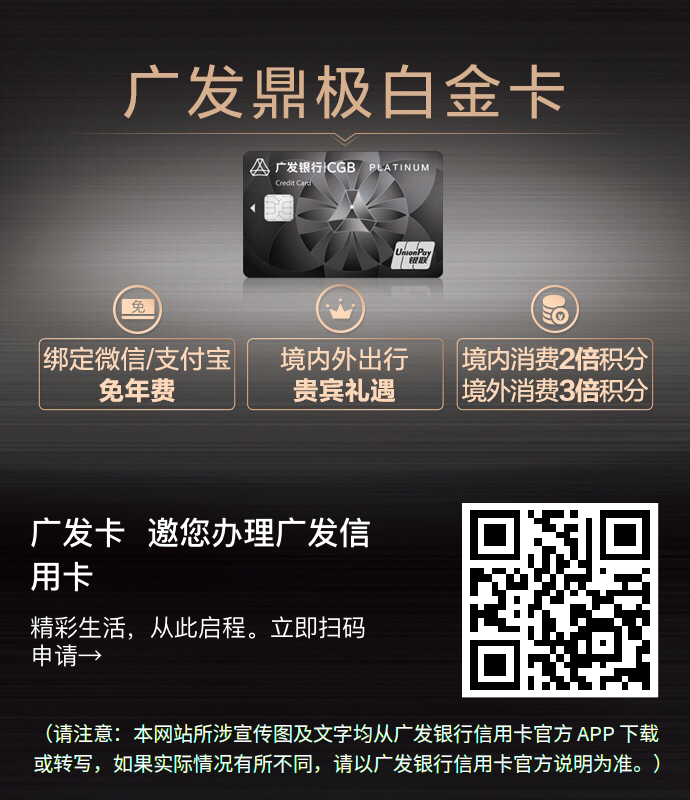 广发鼎极白金卡
广发银行|CGB PLATINUM
Credit Card
UnionPay
银联
免
绑定微信/支付宝
免年费
境内外出行
贵宾礼遇
境内消费2倍积分
境外消费3倍积分
广发卡 邀您办理广发信
用卡
精彩生活，从此启程。立即扫码
申请→
（请注意：本网站所涉宣传图及文字均从广发银行信用卡官方 APP 下载
或转写，如果实际情况有所不同，请以广发银行信用卡官方说明为准。）